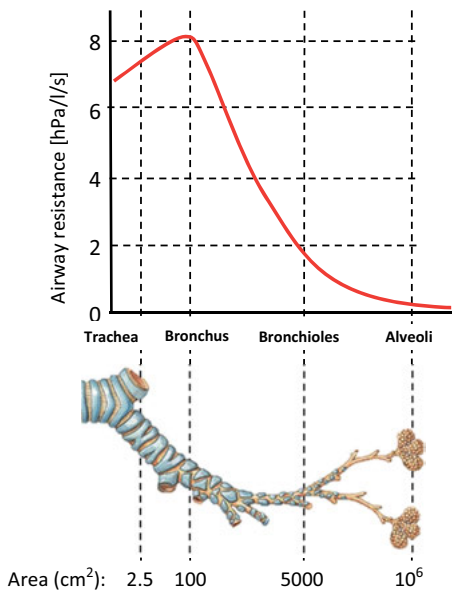 Airway resistance [hPa/l/s]
8
6
4
2
0
Trachea Bronchus Bronchioles Alveoli
Area (cm²): 2.5 100 5000 10⁶